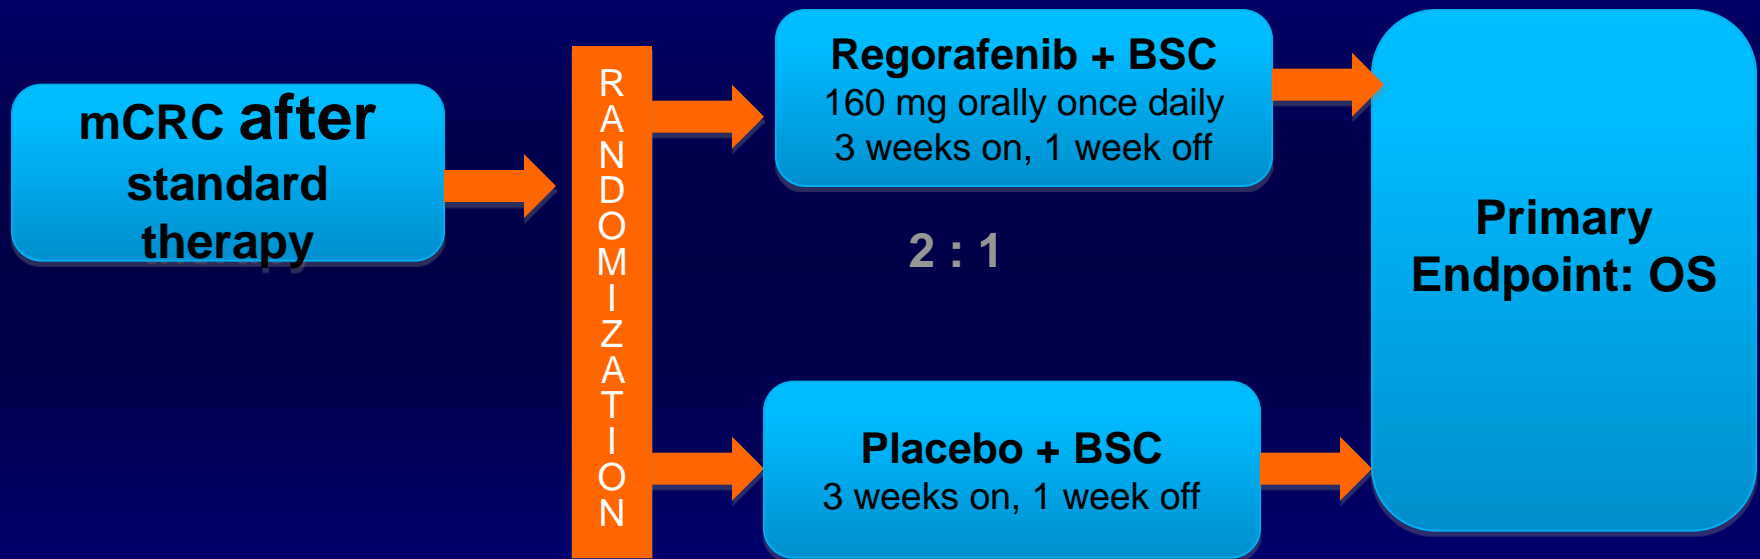 mCRC after
standard
therapy
RANDOMIZATION
Regorafenib + BSC
160 mg orally once daily
3 weeks on, 1 week off
2 : 1
Placebo + BSC
3 weeks on, 1 week off
Primary
Endpoint: OS